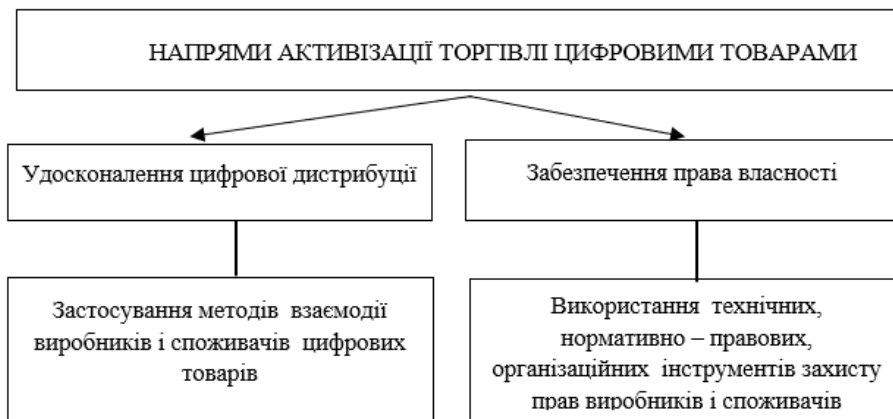 НАПРЯМИ АКТИВІЗАЦІЇ ТОРГІВЛІ ЦИФРОВИМИ ТОВАРАМИ
Удосконалення цифрової дистрибуції
Забезпечення права власності
Застосування методів взаємодії
виробників і споживачів цифрових
товарів
Використання технічних,
нормативно – правових,
організаційних інструментів захисту
прав виробників і споживачів